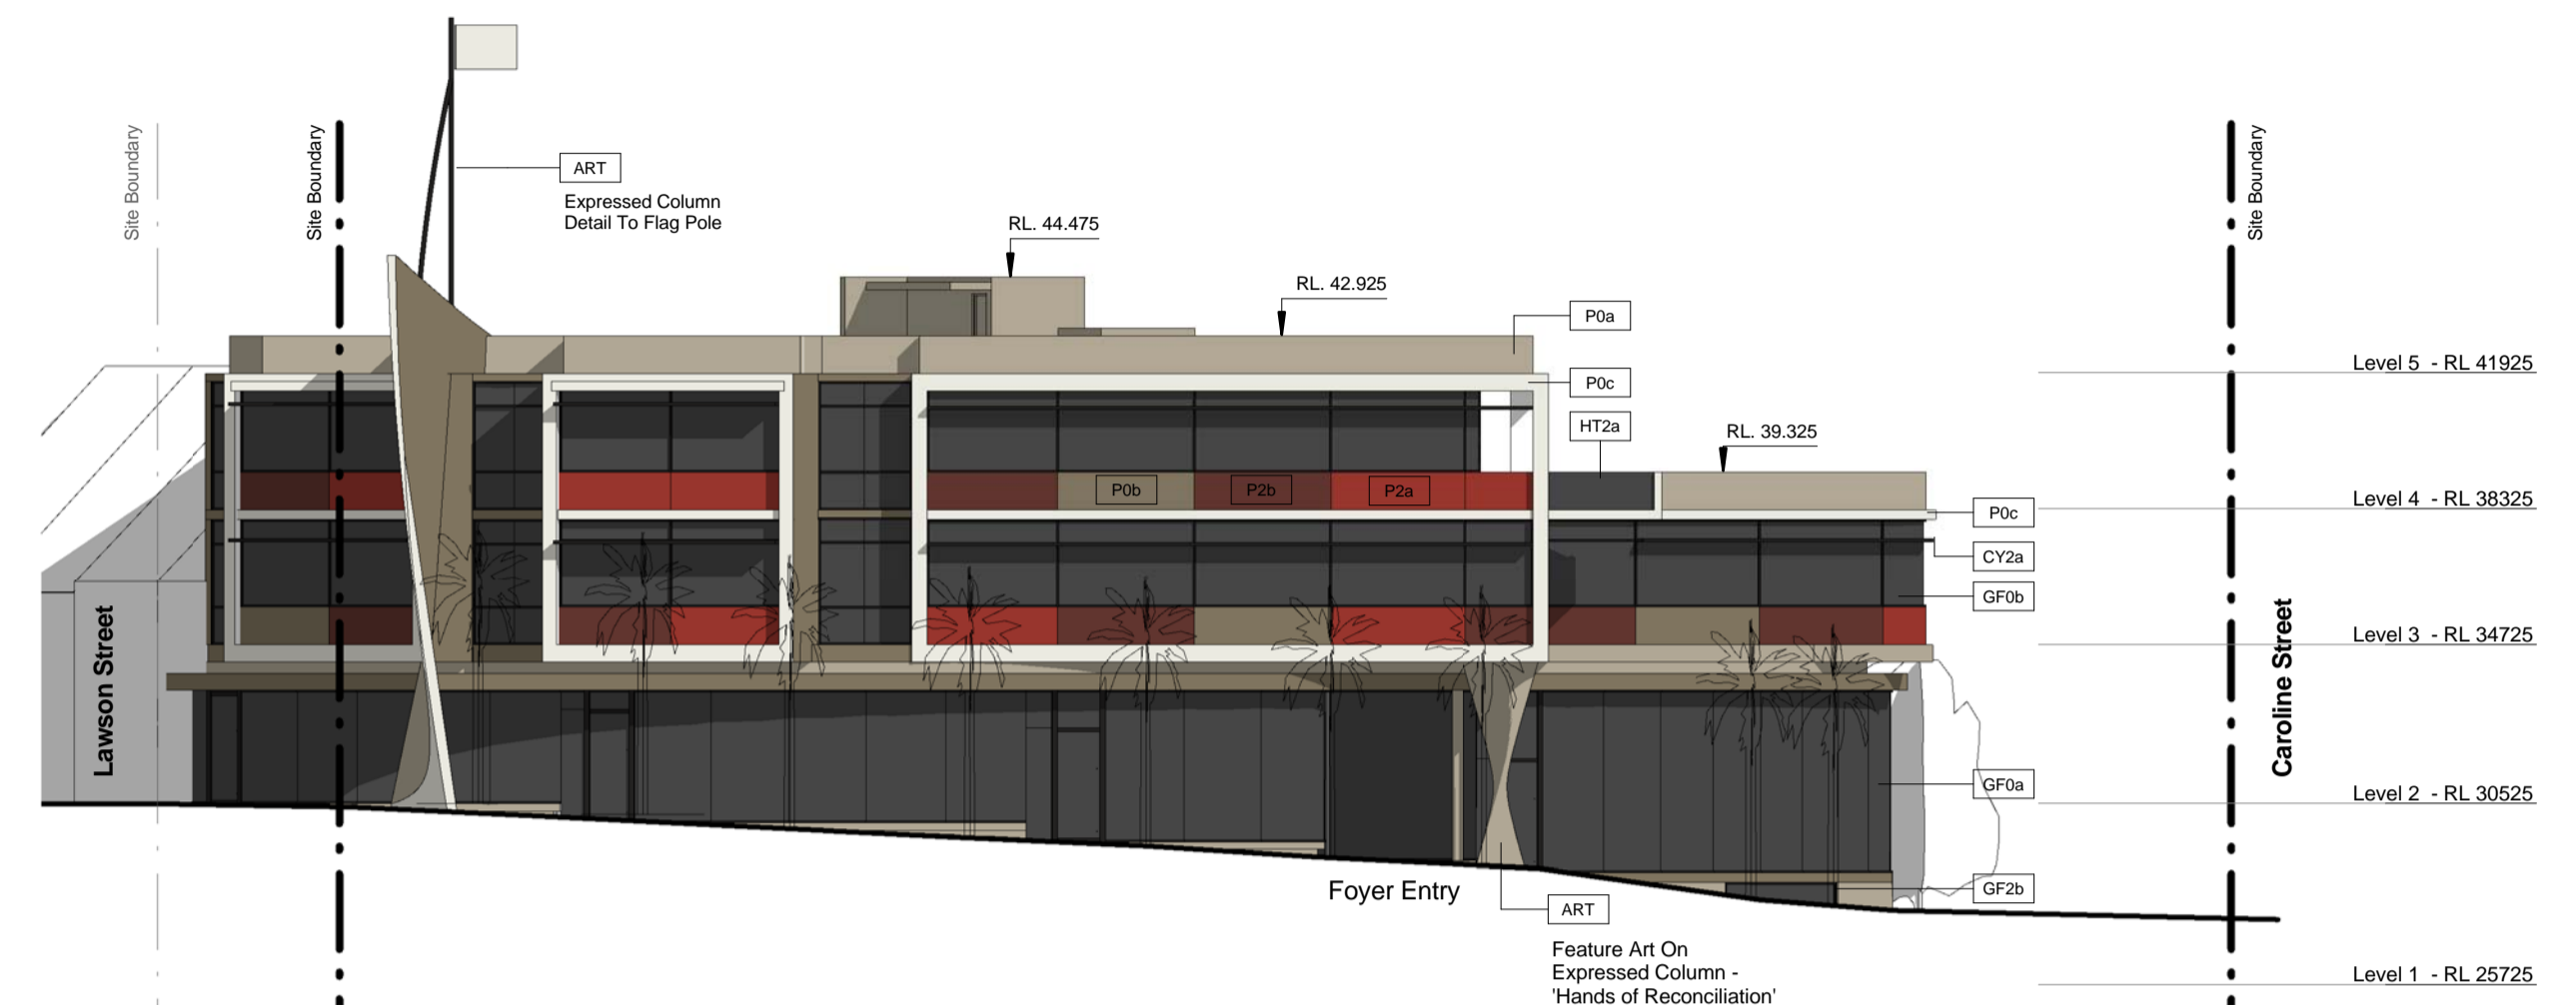 Site Boundary
Site Boundary
Site Boundary
ART
Expressed Column
Detail To Flag Pole
RL. 44.475
RL. 42.925
P0a
P0c
HT2a
RL. 39.325
Level 5 - RL 41925
P0b
P2b
P2a
Level 4 - RL 38325
P0c
CY2a
GF0b
Level 3 - RL 34725
Lawson Street
Caroline Street
GF0a
Level 2 - RL 30525
Foyer Entry
GF2b
ART
Feature Art On
Expressed Column -
'Hands of Reconciliation'
Level 1 - RL 25725